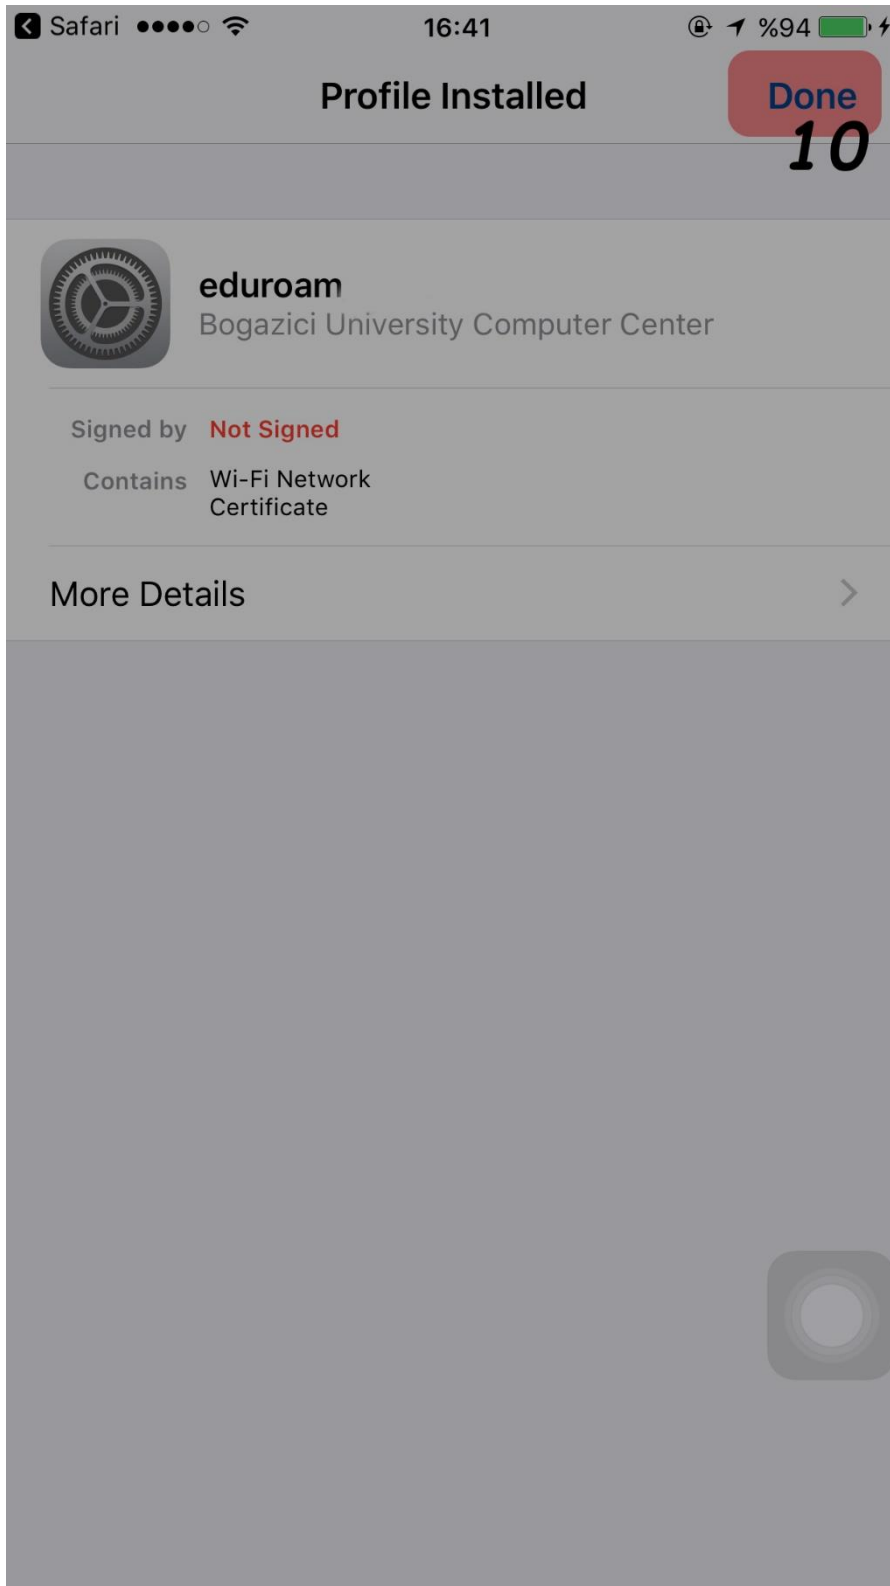 Safari 16:41 %94
Profile Installed Done
10
eduroam
Bogazici University Computer Center
Signed by Not Signed
Contains Wi-Fi Network
Certificate
More Details